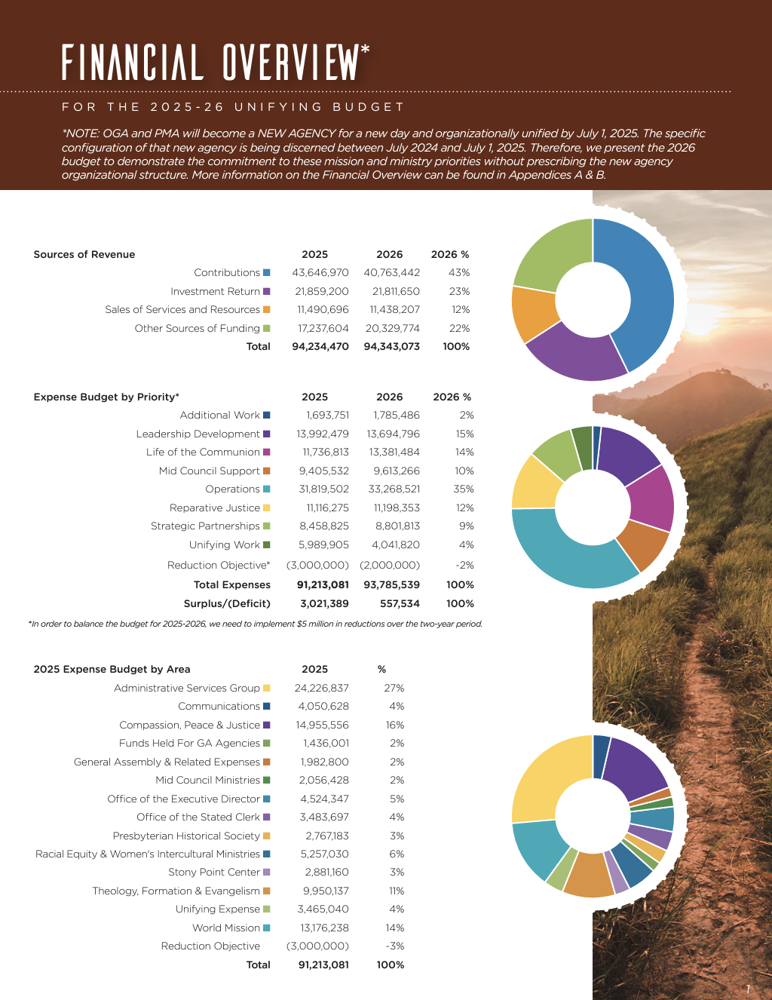 FINANCIAL OVERVIEW*
FOR THE 2025-26 UNIFYING BUDGET
*NOTE: OGA and PMA will become a NEW AGENCY for a new day and organizationally unified by July 1, 2025. The specific
configuration of that new agency is being discerned between July 2024 and July 1, 2025. Therefore, we present the 2026
budget to demonstrate the commitment to these mission and ministry priorities without prescribing the new agency
organizational structure. More information on the Financial Overview can be found in Appendices A & B.
Sources of Revenue 2025 2026 2026 %
Contributions 43,646,970 40,763,442 43%
Investment Return 21,859,200 21,811,650 23%
Sales of Services and Resources 11,490,696 11,438,207 12%
Other Sources of Funding 17,237,604 20,329,774 22%
Total 94,234,470 94,343,073 100%
Expense Budget by Priority* 2025 2026 2026 %
Additional Work 1,693,751 1,785,486 2%
Leadership Development 13,992,479 13,694,796 15%
Life of the Communion 11,736,813 13,381,484 14%
Mid Council Support 9,405,532 9,613,266 10%
Operations 31,819,502 33,268,521 35%
Reparative Justice 11,116,275 11,198,353 12%
Strategic Partnerships 8,458,825 8,801,813 9%
Unifying Work 5,989,905 4,041,820 4%
Reduction Objective* (3,000,000) (2,000,000) -2%
Total Expenses 91,213,081 93,785,539 100%
Surplus/(Deficit) 3,021,389 557,534 100%
*In order to balance the budget for 2025-2026, we need to implement $5 million in reductions over the two-year period.
2025 Expense Budget by Area 2025 %
Administrative Services Group 24,226,837 27%
Communications 4,050,628 4%
Compassion, Peace & Justice 14,955,556 16%
Funds Held For GA Agencies 1,436,001 2%
General Assembly & Related Expenses 1,982,800 2%
Mid Council Ministries 2,056,428 2%
Office of the Executive Director 4,524,347 5%
Office of the Stated Clerk 3,483,697 4%
Presbyterian Historical Society 2,767,183 3%
Racial Equity & Women's Intercultural Ministries 5,257,030 6%
Stony Point Center 2,881,160 3%
Theology, Formation & Evangelism 9,950,137 11%
Unifying Expense 3,465,040 4%
World Mission 13,176,238 14%
Reduction Objective (3,000,000) -3%
Total 91,213,081 100%
7